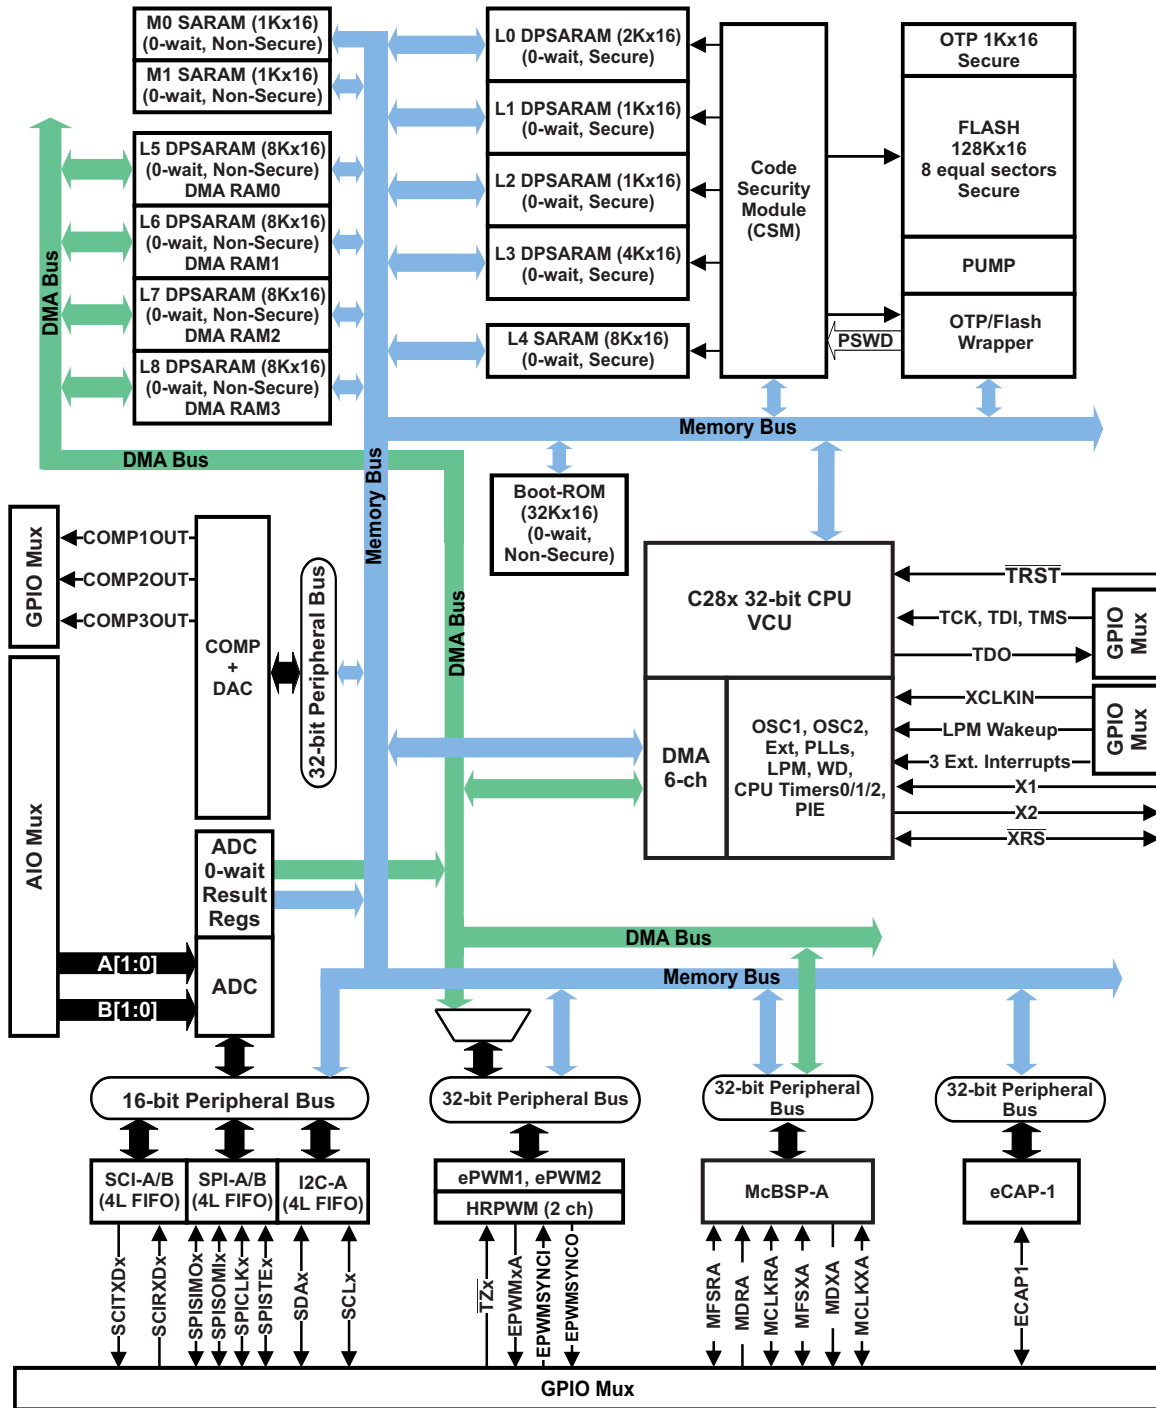 M0 SARAM (1Kx16)
(0-wait, Non-Secure)
M1 SARAM (1Kx16)
(0-wait, Non-Secure)
L5 DPSARAM (8Kx16)
(0-wait, Non-Secure)
DMA RAM0
L6 DPSARAM (8Kx16)
(0-wait, Non-Secure)
DMA RAM1
L7 DPSARAM (8Kx16)
(0-wait, Non-Secure)
DMA RAM2
L8 DPSARAM (8Kx16)
(0-wait, Non-Secure)
DMA RAM3
DMA Bus
L0 DPSARAM (2Kx16)
(0-wait, Secure)
L1 DPSARAM (1Kx16)
(0-wait, Secure)
L2 DPSARAM (1Kx16)
(0-wait, Secure)
L3 DPSARAM (4Kx16)
(0-wait, Secure)
L4 SARAM (8Kx16)
(0-wait, Secure)
Code
Security
Module
(CSM)
OTP 1Kx16
Secure
FLASH
128Kx16
8 equal sectors
Secure
PUMP
OTP/Flash
Wrapper
PSWD
Memory Bus
DMA Bus
Memory Bus
Boot-ROM
(32Kx16)
(0-wait,
Non-Secure)
GPIO Mux
COMP1OUT
COMP2OUT
COMP3OUT
COMP
+
DAC
32-bit Peripheral Bus
DMA Bus
C28x 32-bit CPU
VCU
TRST
TCK, TDI, TMS
TDO
GPIO
Mux
DMA
6-ch
OSC1, OSC2,
Ext, PLLs,
LPM, WD,
CPU Timers0/1/2,
PIE
XCLKIN
LPM Wakeup
3 Ext. Interrupts
GPIO
Mux
X1
X2
XRS
AIO Mux
ADC
0-wait
Result
Regs
ADC
A[1:0]
B[1:0]
DMA Bus
Memory Bus
16-bit Peripheral Bus
32-bit Peripheral Bus
32-bit Peripheral
Bus
32-bit Peripheral
Bus
SCI-A/B
(4L FIFO)
SPI-A/B
(4L FIFO)
I2C-A
(4L FIFO)
ePWM1, ePWM2
HRPWM (2 ch)
McBSP-A
eCAP-1
SCITXDx
SCIRXDx
SPISIMOx
SPISOMIx
SPICLKx
SPISTEx
SDAx
SCLx
TZx
EPWMxA
EPWMSYNCI
EPWMSYNCO
MFSRA
MDRA
MCLKRA
MFSXA
MDXA
MCLKXA
ECAP1
GPIO Mux